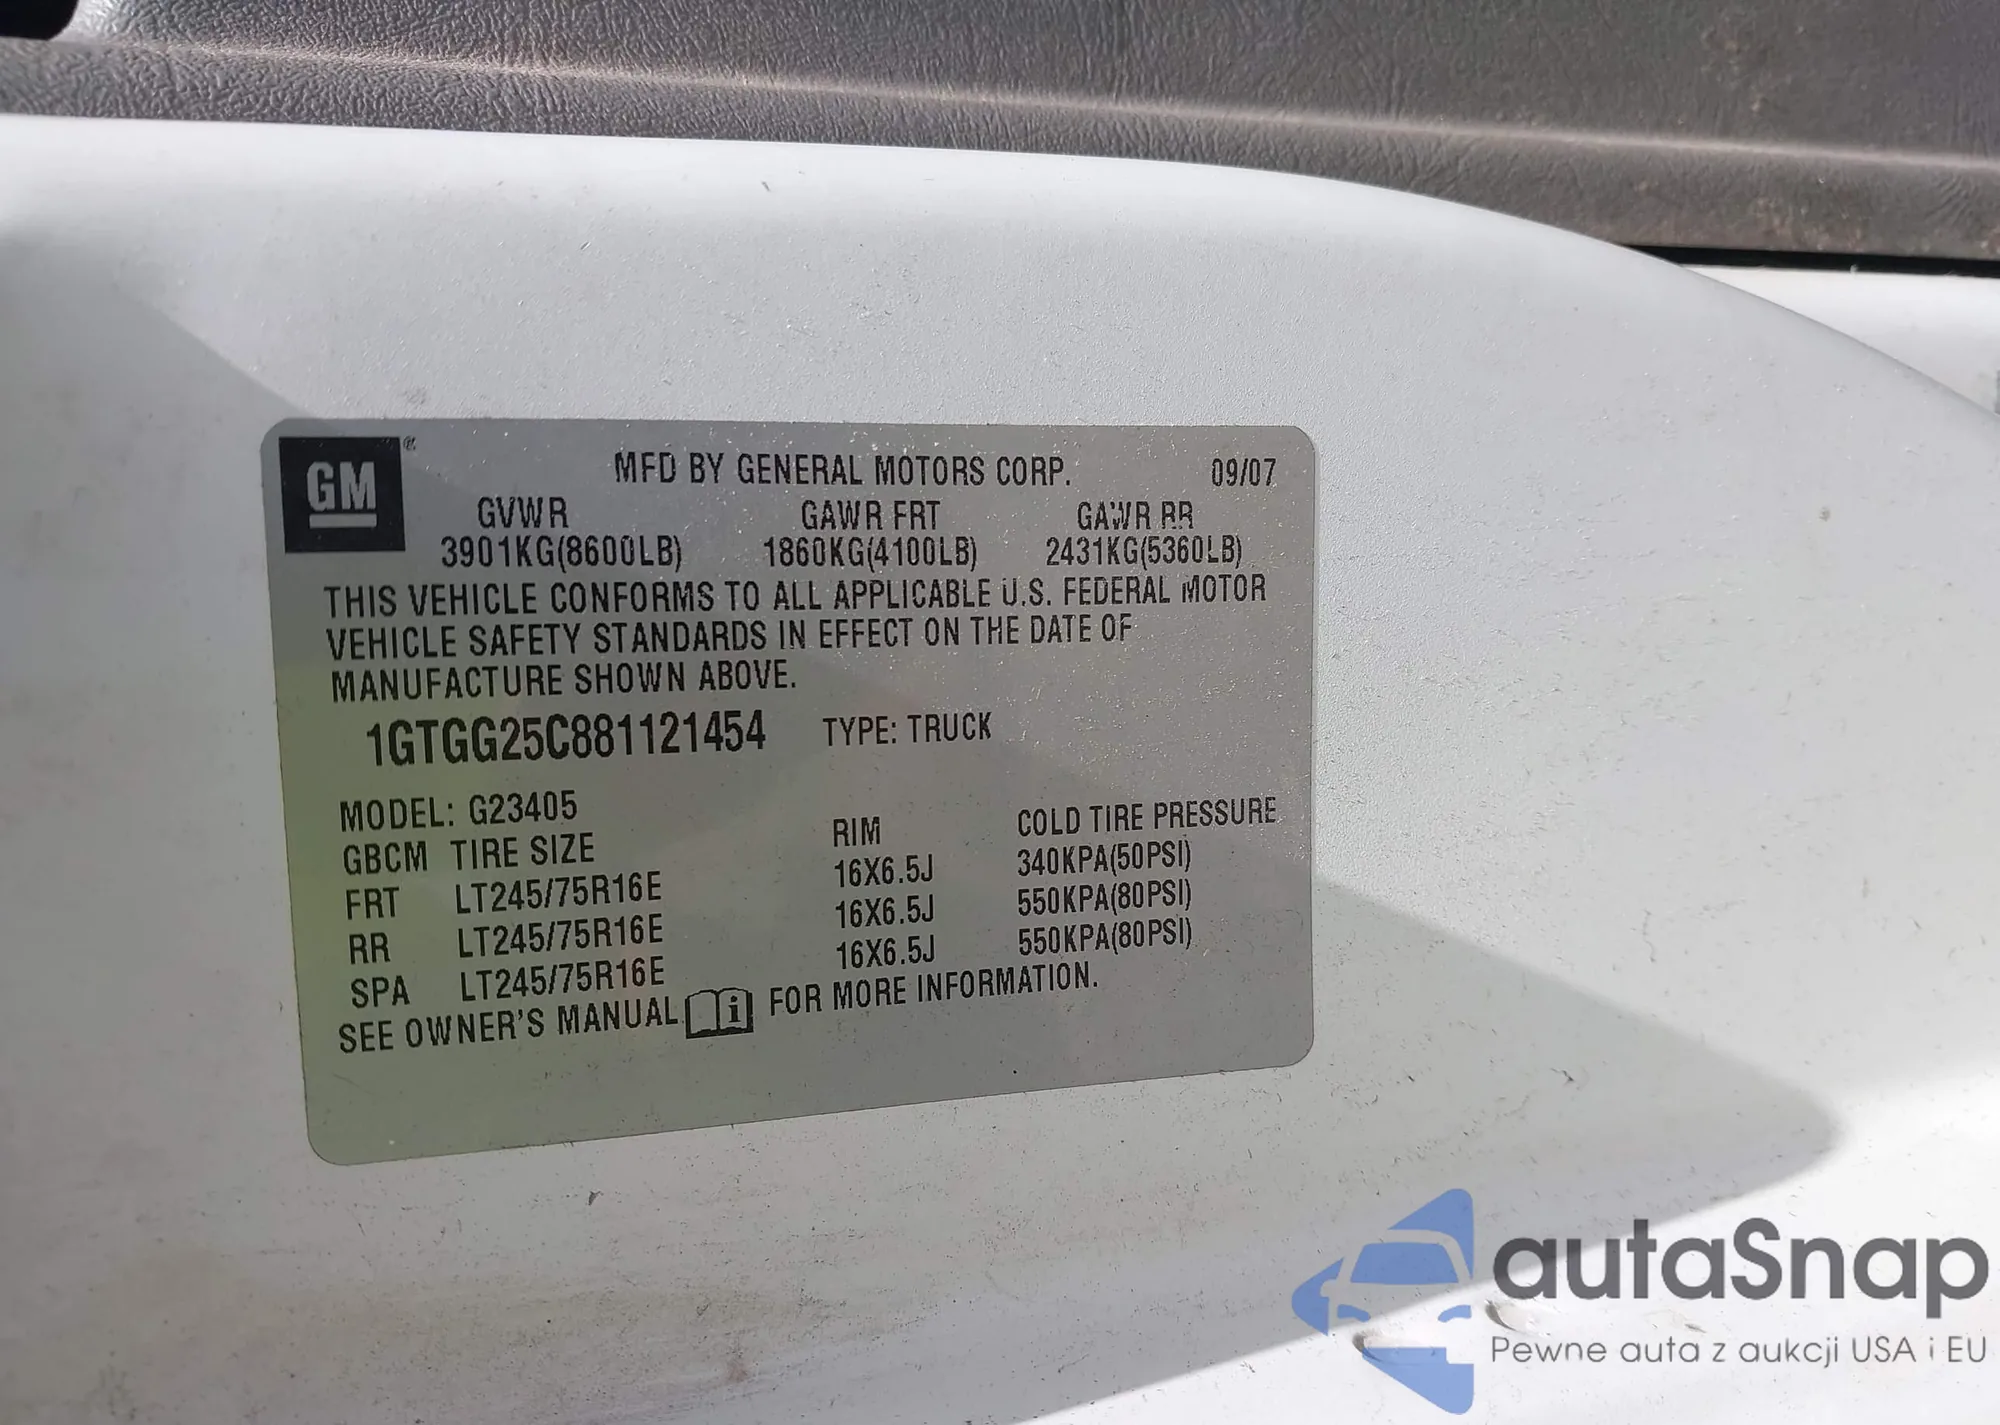 GM ®
MFD BY GENERAL MOTORS CORP. 09/07
GVWR GAWR FRT GAWR RR
3901KG(8600LB) 1860KG(4100LB) 2431KG(5360LB)
THIS VEHICLE CONFORMS TO ALL APPLICABLE U.S. FEDERAL MOTOR
VEHICLE SAFETY STANDARDS IN EFFECT ON THE DATE OF
MANUFACTURE SHOWN ABOVE.
1GTGG25C881121454 TYPE: TRUCK
MODEL: G23405
GBCM TIRE SIZE RIM COLD TIRE PRESSURE
FRT LT245/75R16E 16X6.5J 340KPA(50PSI)
RR LT245/75R16E 16X6.5J 550KPA(80PSI)
SPA LT245/75R16E 16X6.5J 550KPA(80PSI)
SEE OWNER'S MANUAL i FOR MORE INFORMATION.
autaSnap
Pewne auta z aukcji USA i EU